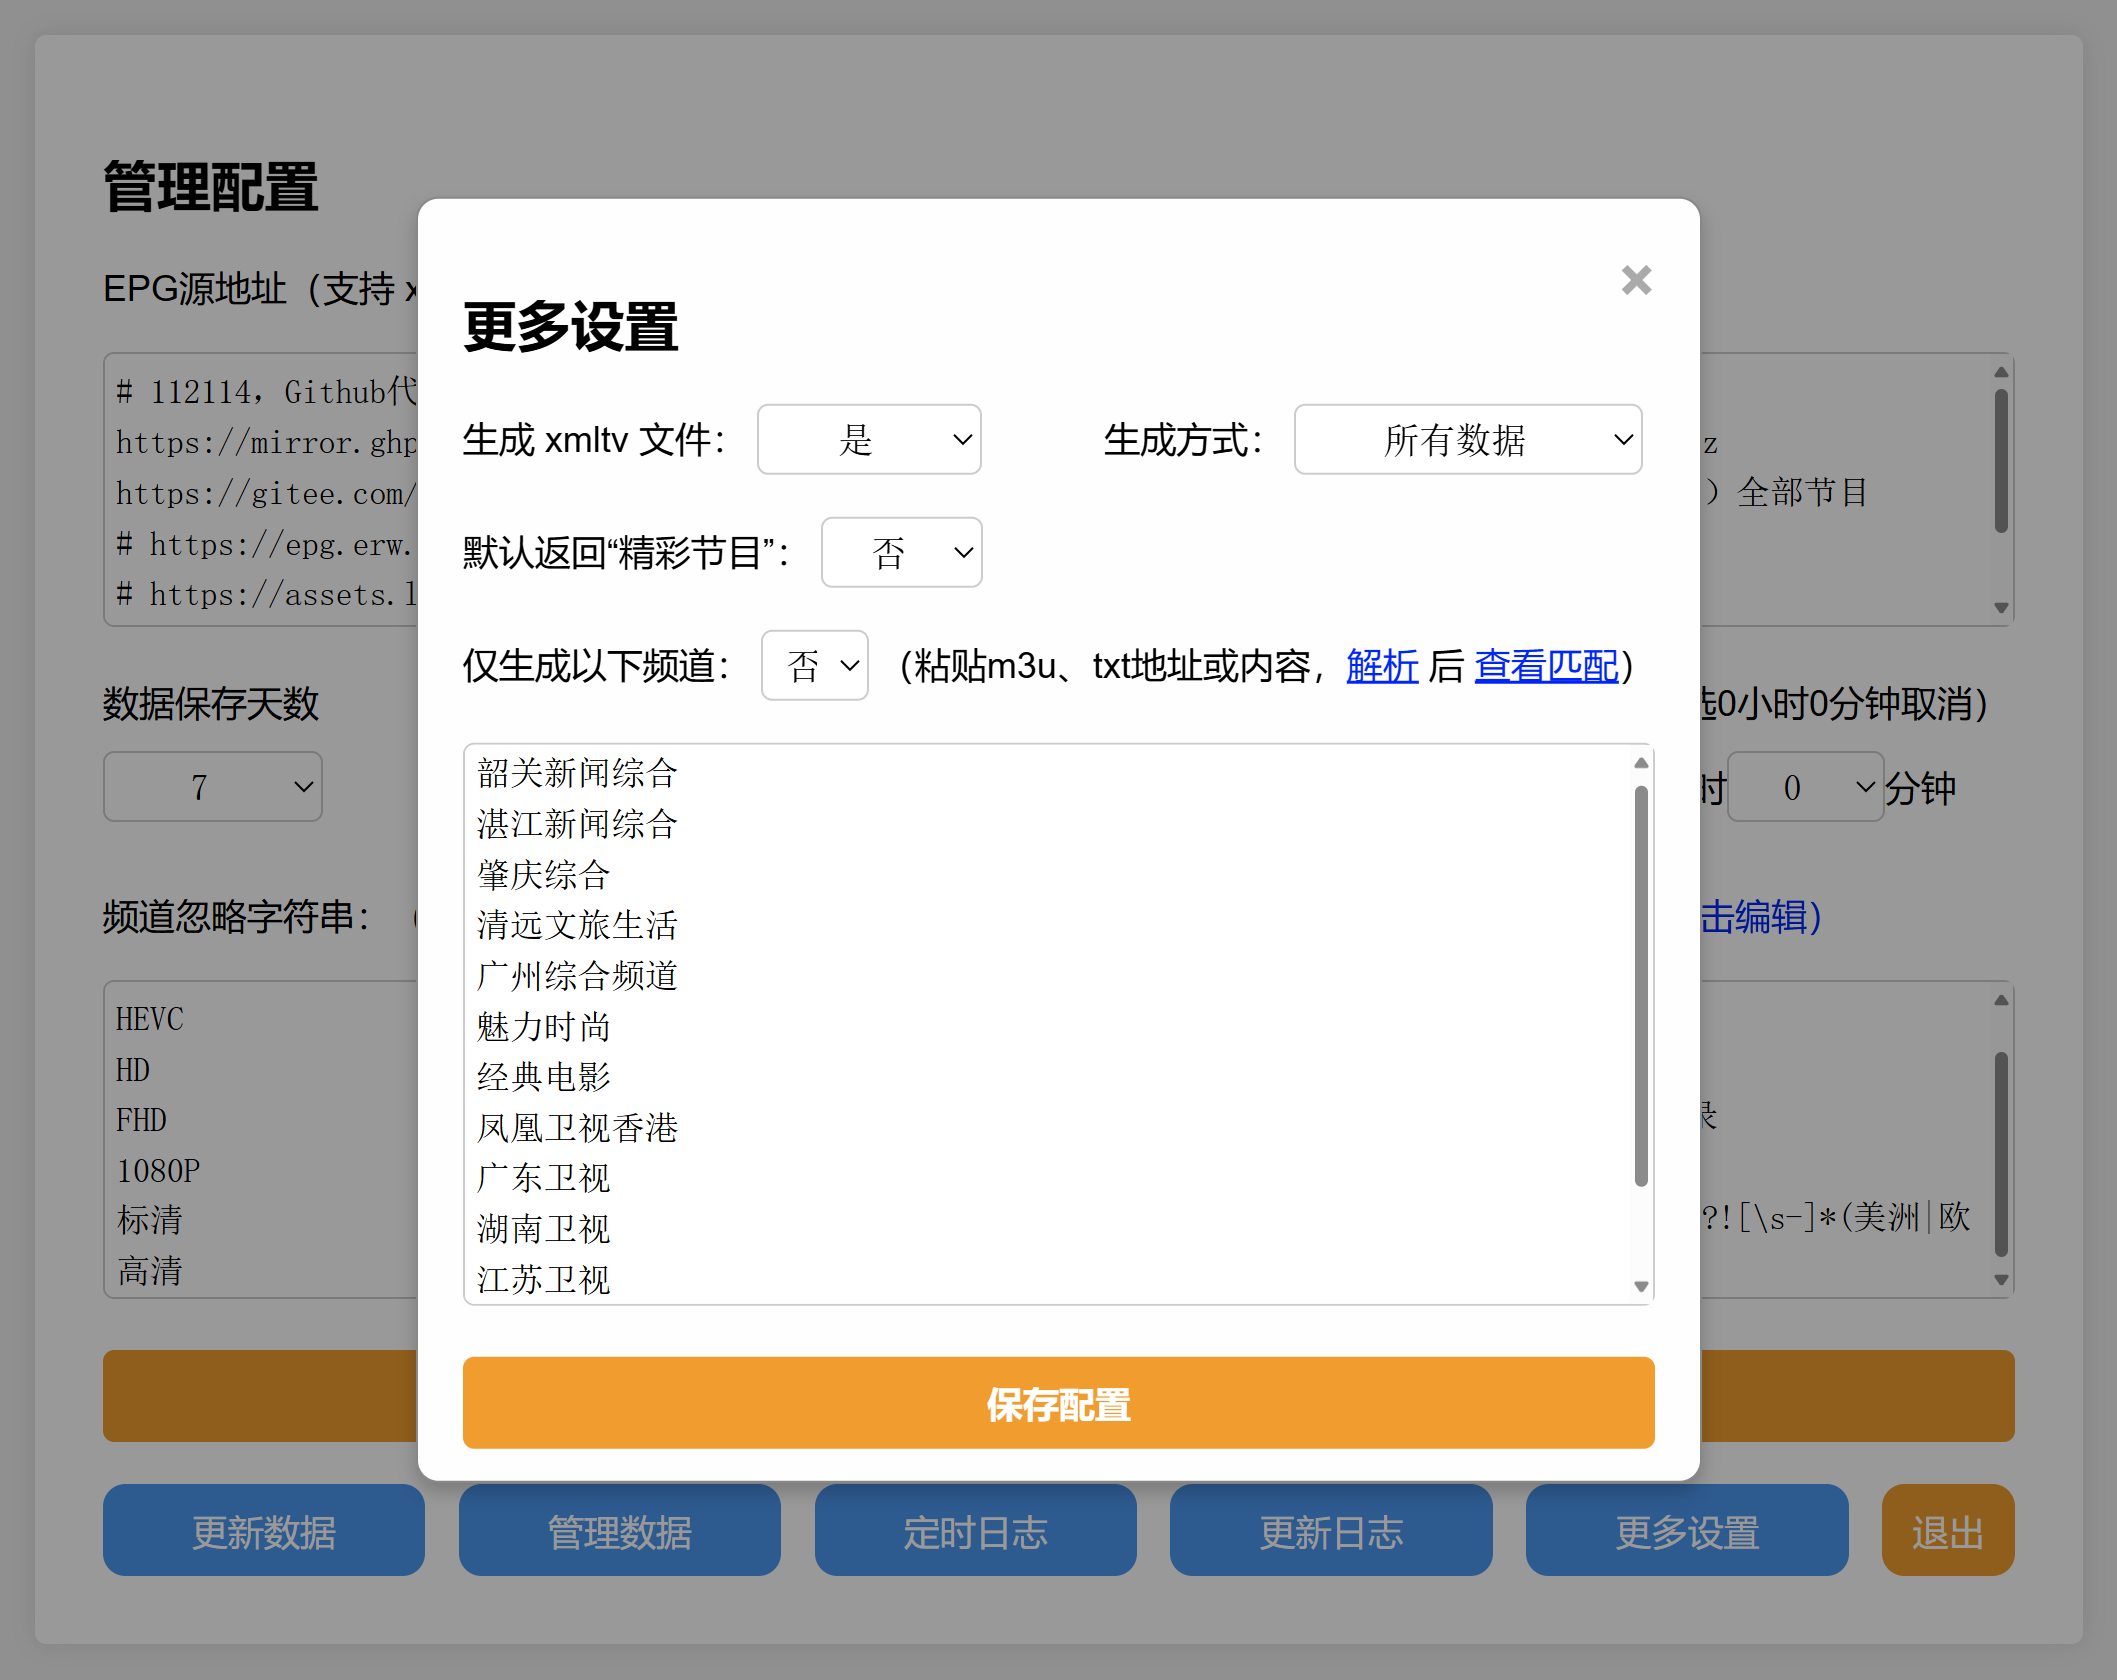 管理配置
EPG源地址（支持 x
# 112114，Github代
https://mirror.ghp
z
https://gitee.com/
）全部节目
# https://epg.erw.
# https://assets.l
数据保存天数
选0小时0分钟取消）
7
时 0 分钟
频道忽略字符串：（
击编辑）
HEVC
HD
FHD
录
1080P
标清
?![\s-]*(美洲|欧
高清
更多设置
生成 xmltv 文件： 是 生成方式： 所有数据
默认返回“精彩节目”： 否
仅生成以下频道： 否 （粘贴m3u、txt地址或内容，解析 后 查看匹配）
韶关新闻综合
湛江新闻综合
肇庆综合
清远文旅生活
广州综合频道
魅力时尚
经典电影
凤凰卫视香港
广东卫视
湖南卫视
江苏卫视
保存配置
更新数据 管理数据 定时日志 更新日志 更多设置 退出